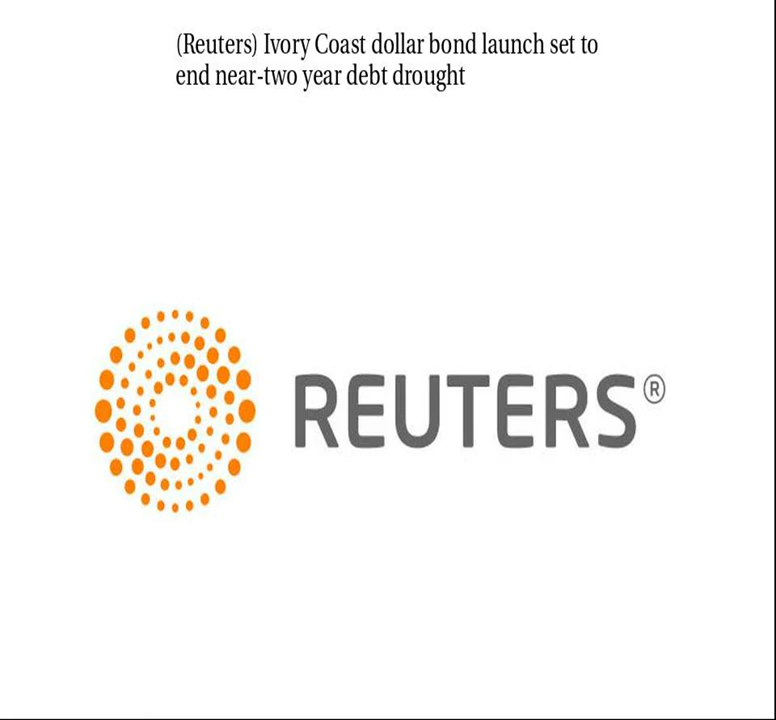 (Reuters) Ivory Coast dollar bond launch set to
end near-two year debt drought
REUTERS®